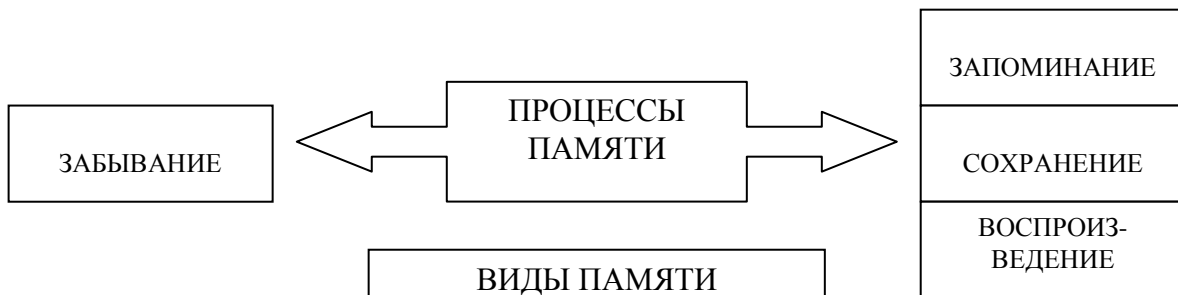 ЗАБЫВАНИЕ
ПРОЦЕССЫ
ПАМЯТИ
ЗАПОМИНАНИЕ
СОХРАНЕНИЕ
ВОСПРОИЗ-
ВЕДЕНИЕ
ВИДЫ ПАМЯТИ